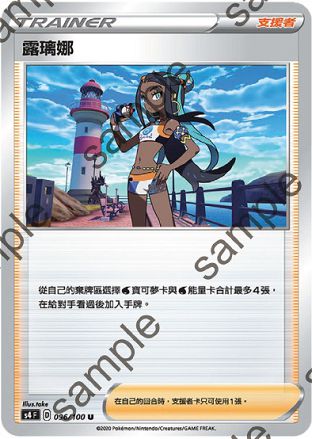 TRAINER
支援者
露璃娜
sample
sample
sample
sample
sample
從自己的棄牌區選擇寶可夢卡與能量卡合計最多4張，
在給對手看過後加入手牌。
在自己的回合時，支援者卡只可使用1張。
Illus.take
s4 F D 096/100 U
©2020 Pokémon/Nintendo/Creatures/GAME FREAK.